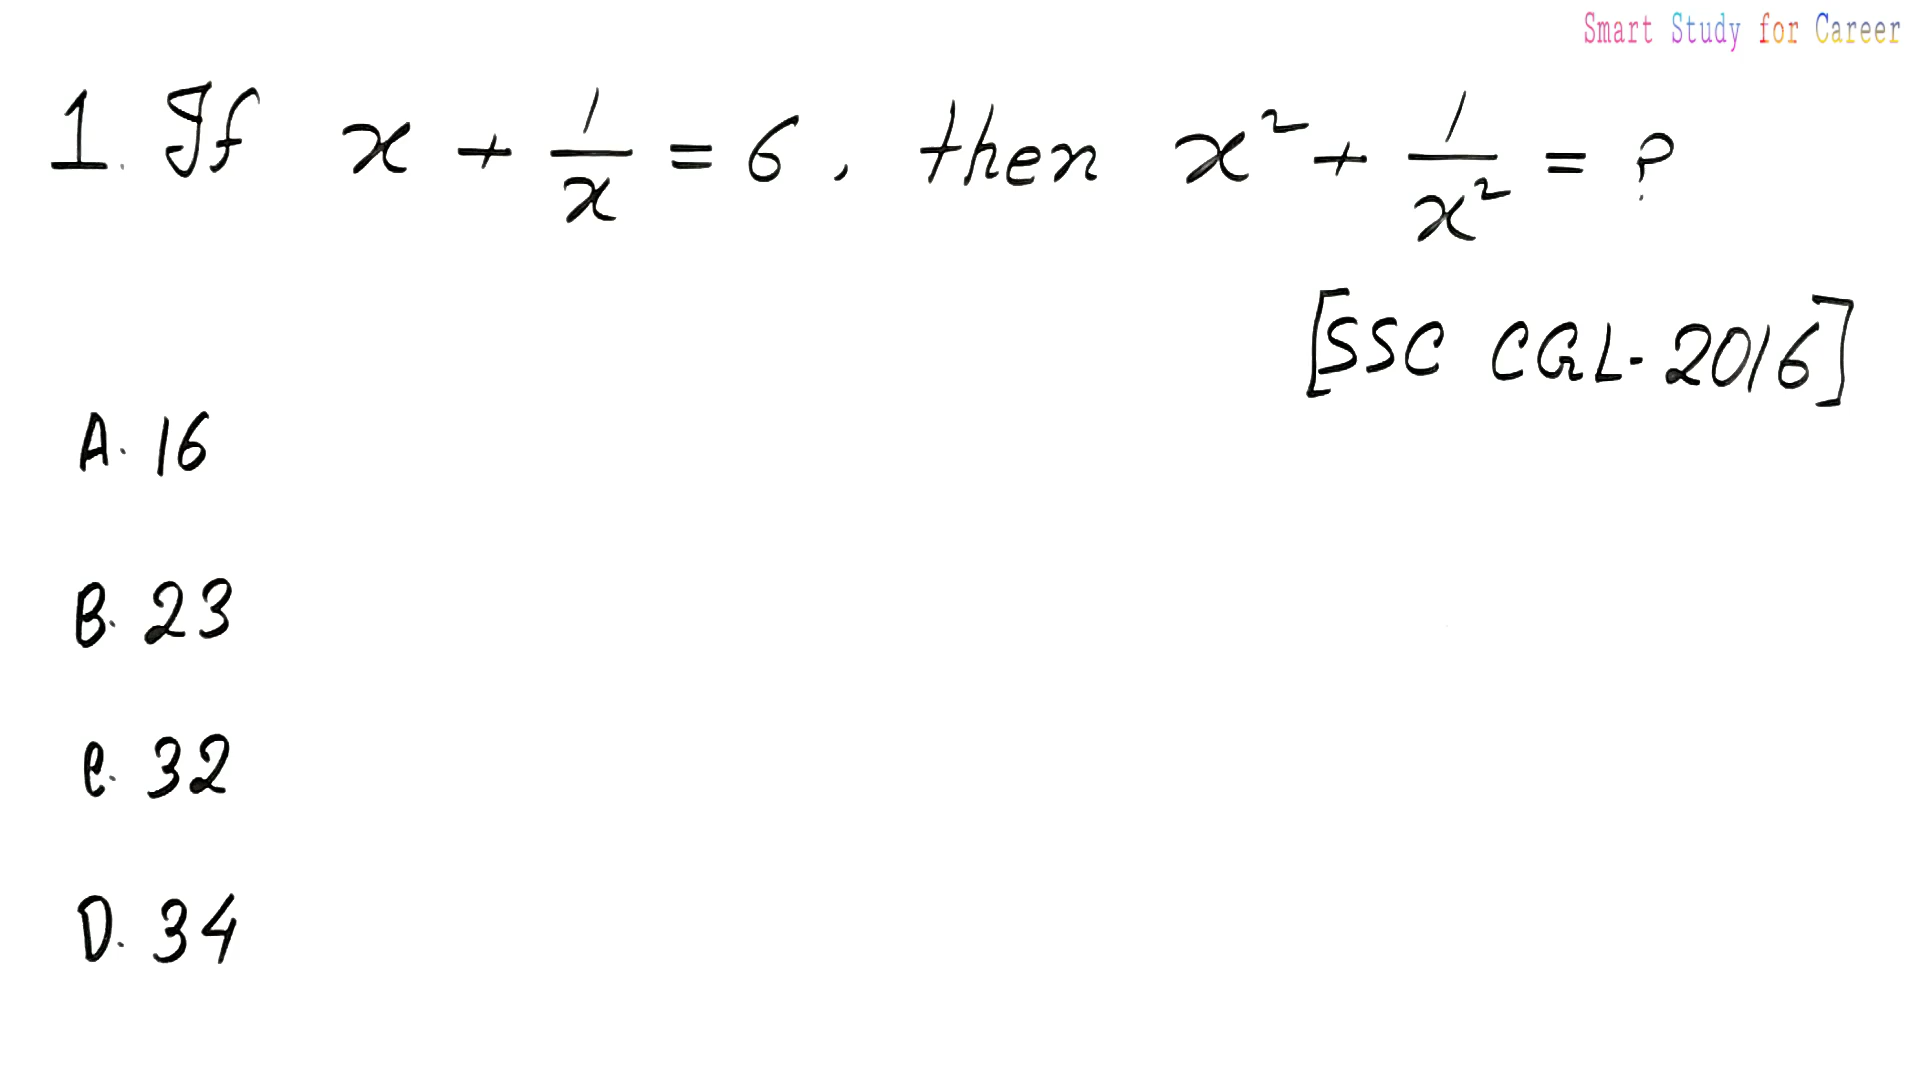 Smart Study for Career
1. If x + 1/x = 6, then x² + 1/x² = ?
[SSC CGL-2016]
A. 16
B. 23
C. 32
D. 34